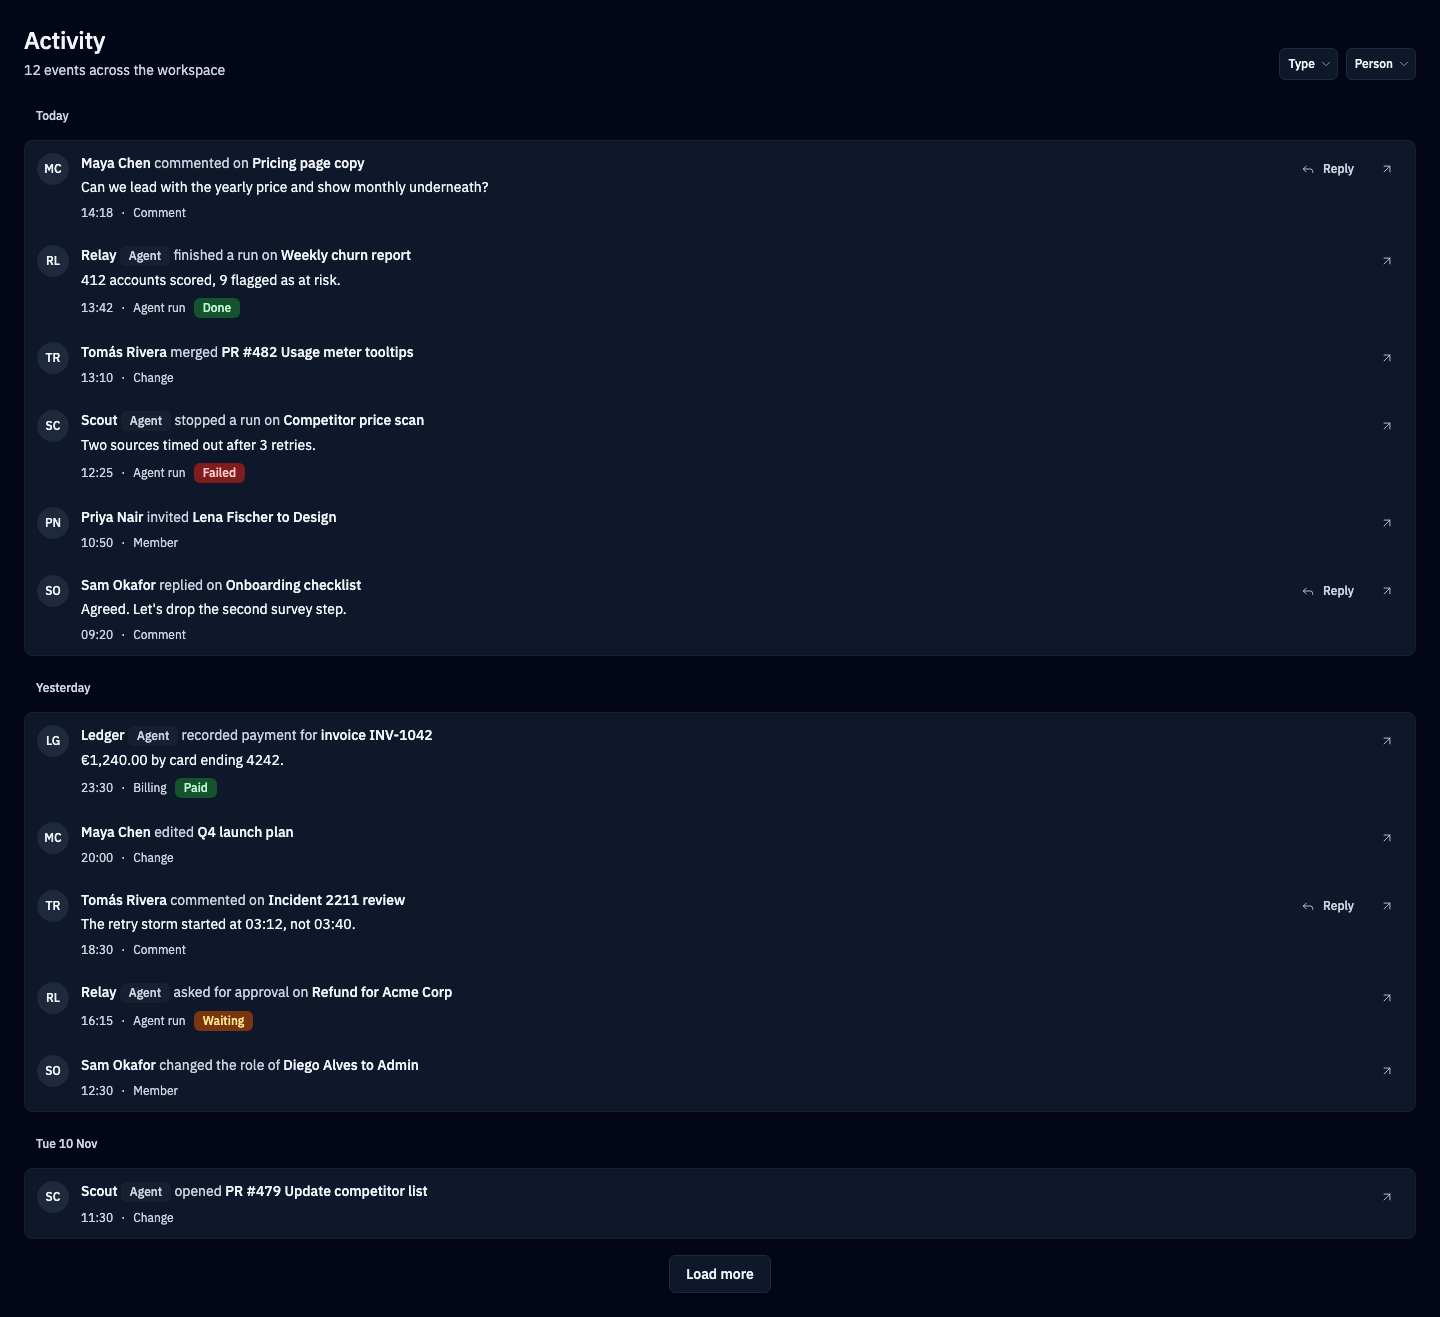 Activity
12 events across the workspace
Type
Person
Today
MC
Maya Chen commented on Pricing page copy
Can we lead with the yearly price and show monthly underneath?
14:18 · Comment
Reply
RL
Relay Agent finished a run on Weekly churn report
412 accounts scored, 9 flagged as at risk.
13:42 · Agent run Done
TR
Tomás Rivera merged PR #482 Usage meter tooltips
13:10 · Change
SC
Scout Agent stopped a run on Competitor price scan
Two sources timed out after 3 retries.
12:25 · Agent run Failed
PN
Priya Nair invited Lena Fischer to Design
10:50 · Member
SO
Sam Okafor replied on Onboarding checklist
Agreed. Let's drop the second survey step.
09:20 · Comment
Reply
Yesterday
LG
Ledger Agent recorded payment for invoice INV-1042
€1,240.00 by card ending 4242.
23:30 · Billing Paid
MC
Maya Chen edited Q4 launch plan
20:00 · Change
TR
Tomás Rivera commented on Incident 2211 review
The retry storm started at 03:12, not 03:40.
18:30 · Comment
Reply
RL
Relay Agent asked for approval on Refund for Acme Corp
16:15 · Agent run Waiting
SO
Sam Okafor changed the role of Diego Alves to Admin
12:30 · Member
Tue 10 Nov
SC
Scout Agent opened PR #479 Update competitor list
11:30 · Change
Load more